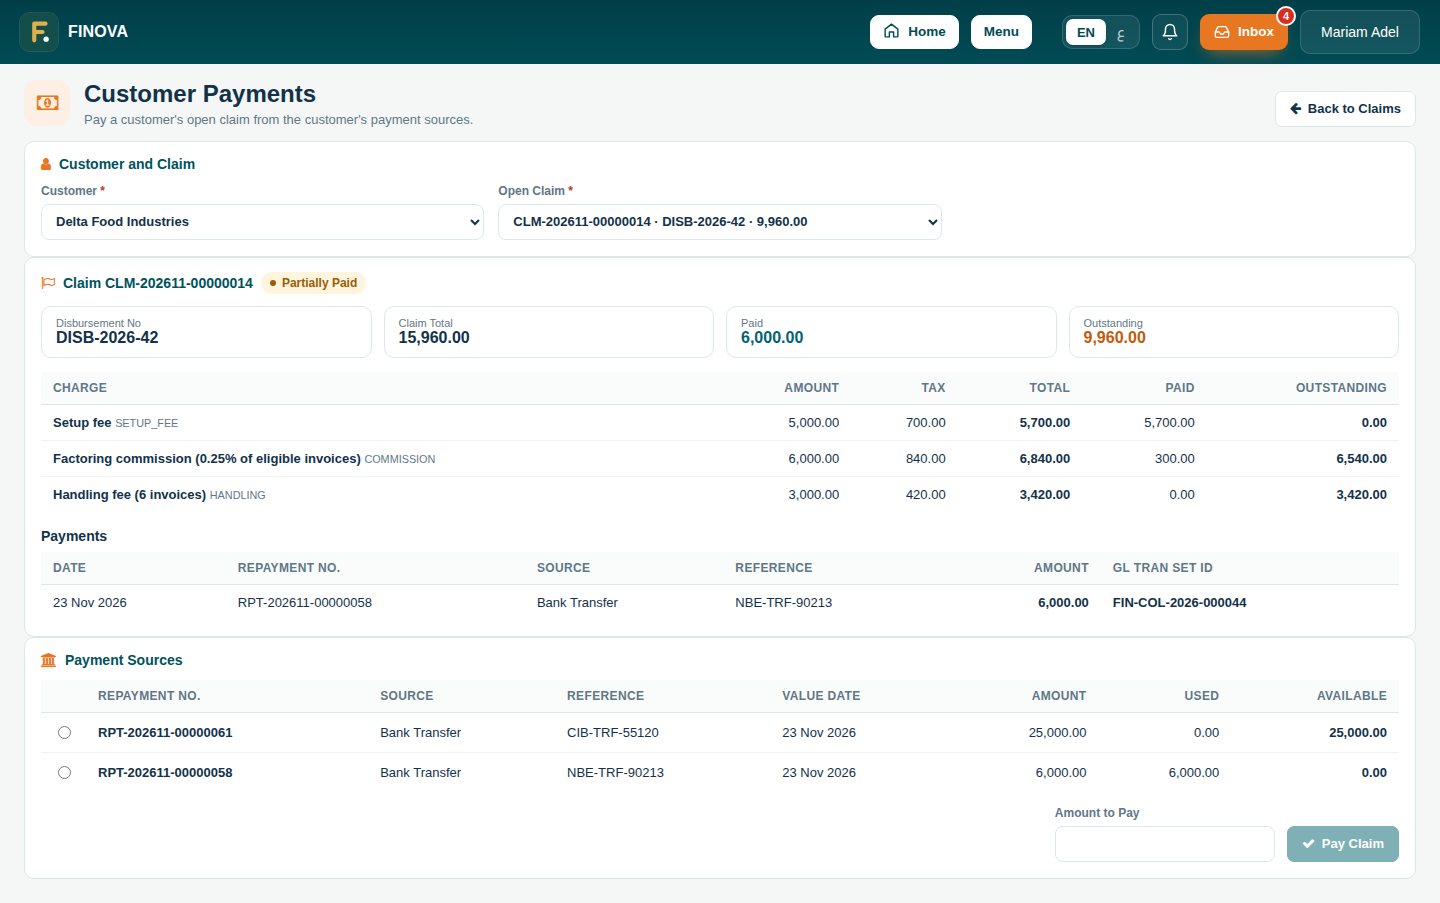 FINOVA
Home
Menu
EN
ع
Inbox
4
Mariam Adel
Customer Payments
Pay a customer's open claim from the customer's payment sources.
Back to Claims
Customer and Claim
Customer *
Open Claim *
Delta Food Industries
CLM-202611-00000014 · DISB-2026-42 · 9,960.00
Claim CLM-202611-00000014
Partially Paid
Disbursement No
DISB-2026-42
Claim Total
15,960.00
Paid
6,000.00
Outstanding
9,960.00
CHARGE AMOUNT TAX TOTAL PAID OUTSTANDING
Setup fee SETUP_FEE 5,000.00 700.00 5,700.00 5,700.00 0.00
Factoring commission (0.25% of eligible invoices) COMMISSION 6,000.00 840.00 6,840.00 300.00 6,540.00
Handling fee (6 invoices) HANDLING 3,000.00 420.00 3,420.00 0.00 3,420.00
Payments
DATE REPAYMENT NO. SOURCE REFERENCE AMOUNT GL TRAN SET ID
23 Nov 2026 RPT-202611-00000058 Bank Transfer NBE-TRF-90213 6,000.00 FIN-COL-2026-000044
Payment Sources
REPAYMENT NO. SOURCE REFERENCE VALUE DATE AMOUNT USED AVAILABLE
RPT-202611-00000061 Bank Transfer CIB-TRF-55120 23 Nov 2026 25,000.00 0.00 25,000.00
RPT-202611-00000058 Bank Transfer NBE-TRF-90213 23 Nov 2026 6,000.00 6,000.00 0.00
Amount to Pay
Pay Claim